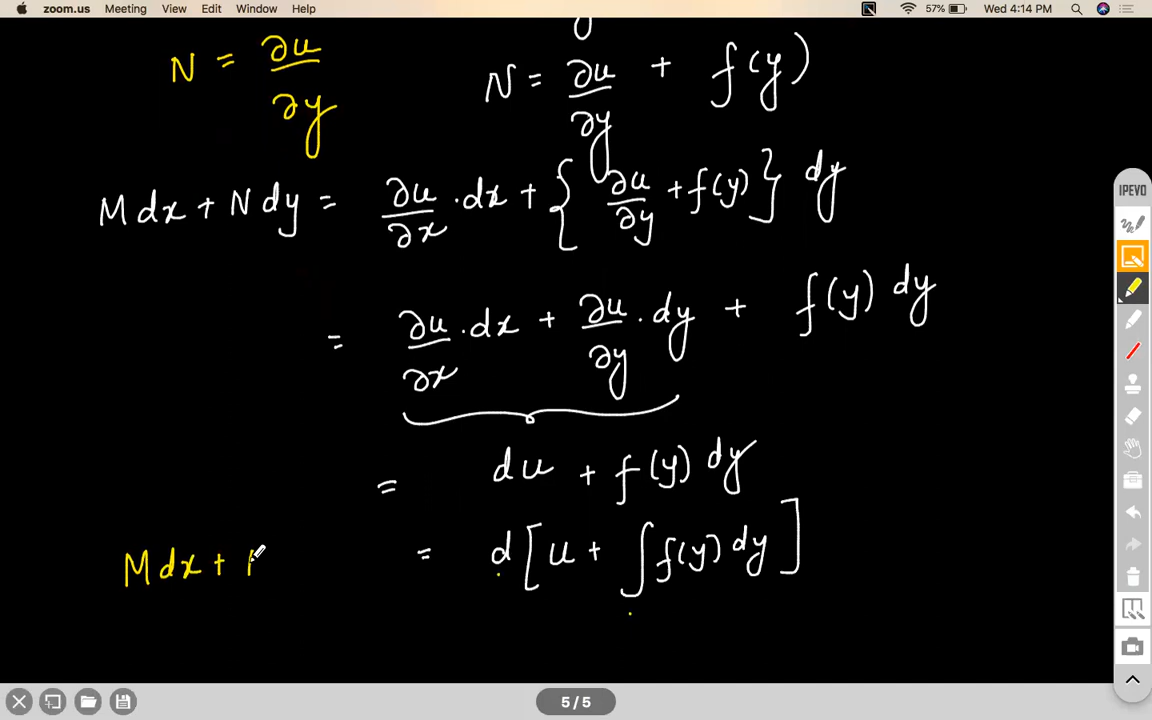 zoom.us Meeting View Edit Window Help 57% Wed 4:14 PM
N = ∂u/∂y
N = ∂u/∂y + f(y)
Mdx + Ndy = ∂u/∂x . dx + { ∂u/∂y + f(y) } dy
= ∂u/∂x . dx + ∂u/∂y . dy + f(y) dy
= du + f(y) dy
Mdx + = d [ u + ∫ f(y) dy ]
IPEVO
5/5